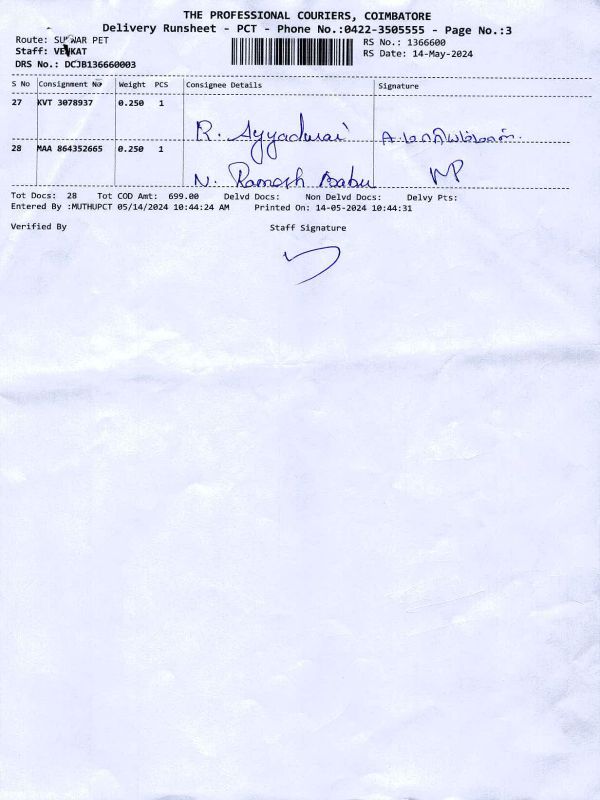 THE PROFESSIONAL COURIERS, COIMBATORE
Delivery Runsheet - PCT - Phone No.:0422-3505555 - Page No.:3
Route: SUKWAR PET
RS No.: 1366600
Staff: VENKAT
RS Date: 14-May-2024
DRS No.: DCJB136660003
S No Consignment No Weight PCS Consignee Details Signature
27 KVT 3078937 0.250 1
R. Ayyadurai
28 MAA 864352665 0.250 1
N. Ramesh Babu
Tot Docs: 28 Tot COD Amt: 699.00 Delvd Docs: Non Delvd Docs: Delvy Pts:
Entered By :MUTHUPCT 05/14/2024 10:44:24 AM Printed On: 14-05-2024 10:44:31
Verified By Staff Signature